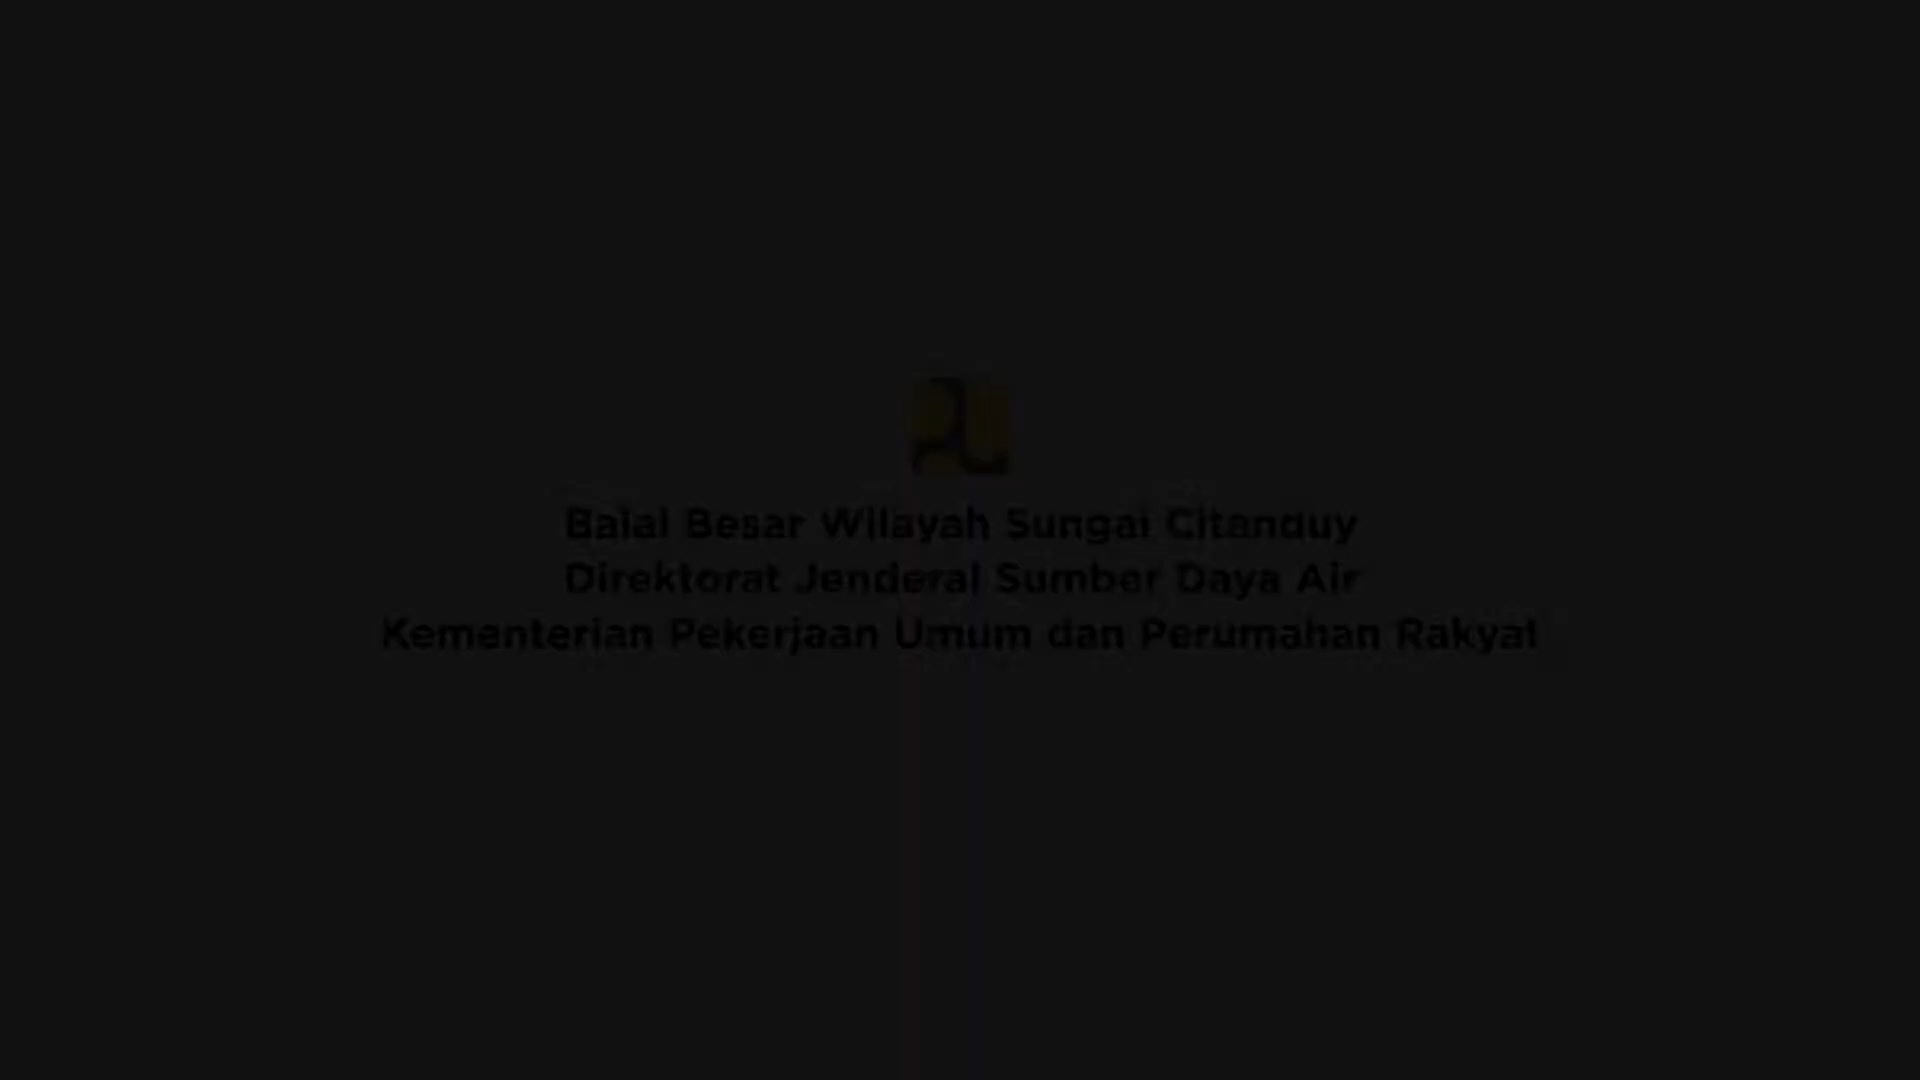 Balai Besar Wilayah Sungai Citanduy
Direktorat Jenderal Sumber Daya Air
Kementerian Pekerjaan Umum dan Perumahan Rakyat